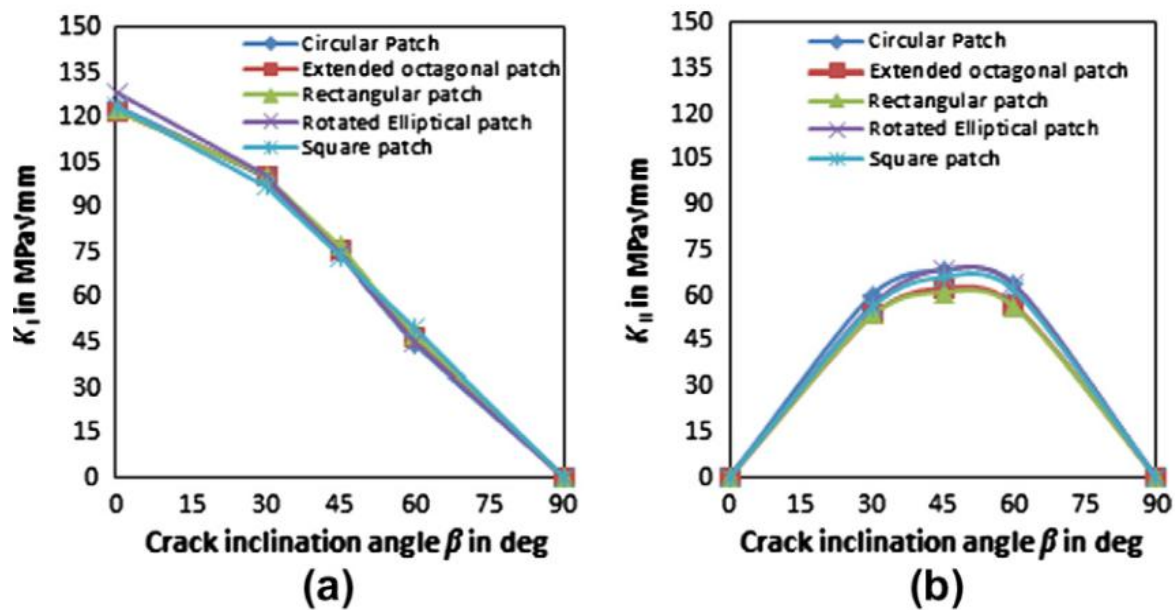 150
135
120
105
90
75
60
45
30
15
0
K_I in MPa√mm
Circular Patch
Extended octagonal patch
Rectangular patch
Rotated Elliptical patch
Square patch
0 15 30 45 60 75 90
Crack inclination angle β in deg
(a)
150
135
120
105
90
75
60
45
30
15
0
K_II in MPa√mm
Circular Patch
Extended octagonal patch
Rectangular patch
Rotated Elliptical patch
Square patch
0 15 30 45 60 75 90
Crack inclination angle β in deg
(b)